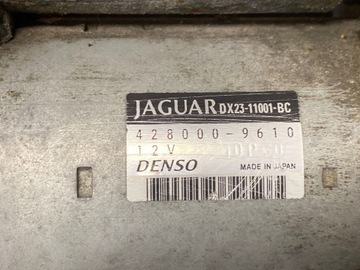 JAGUAR DX23-11001-BC
428000-9610
12V
DENSO MADE IN JAPAN